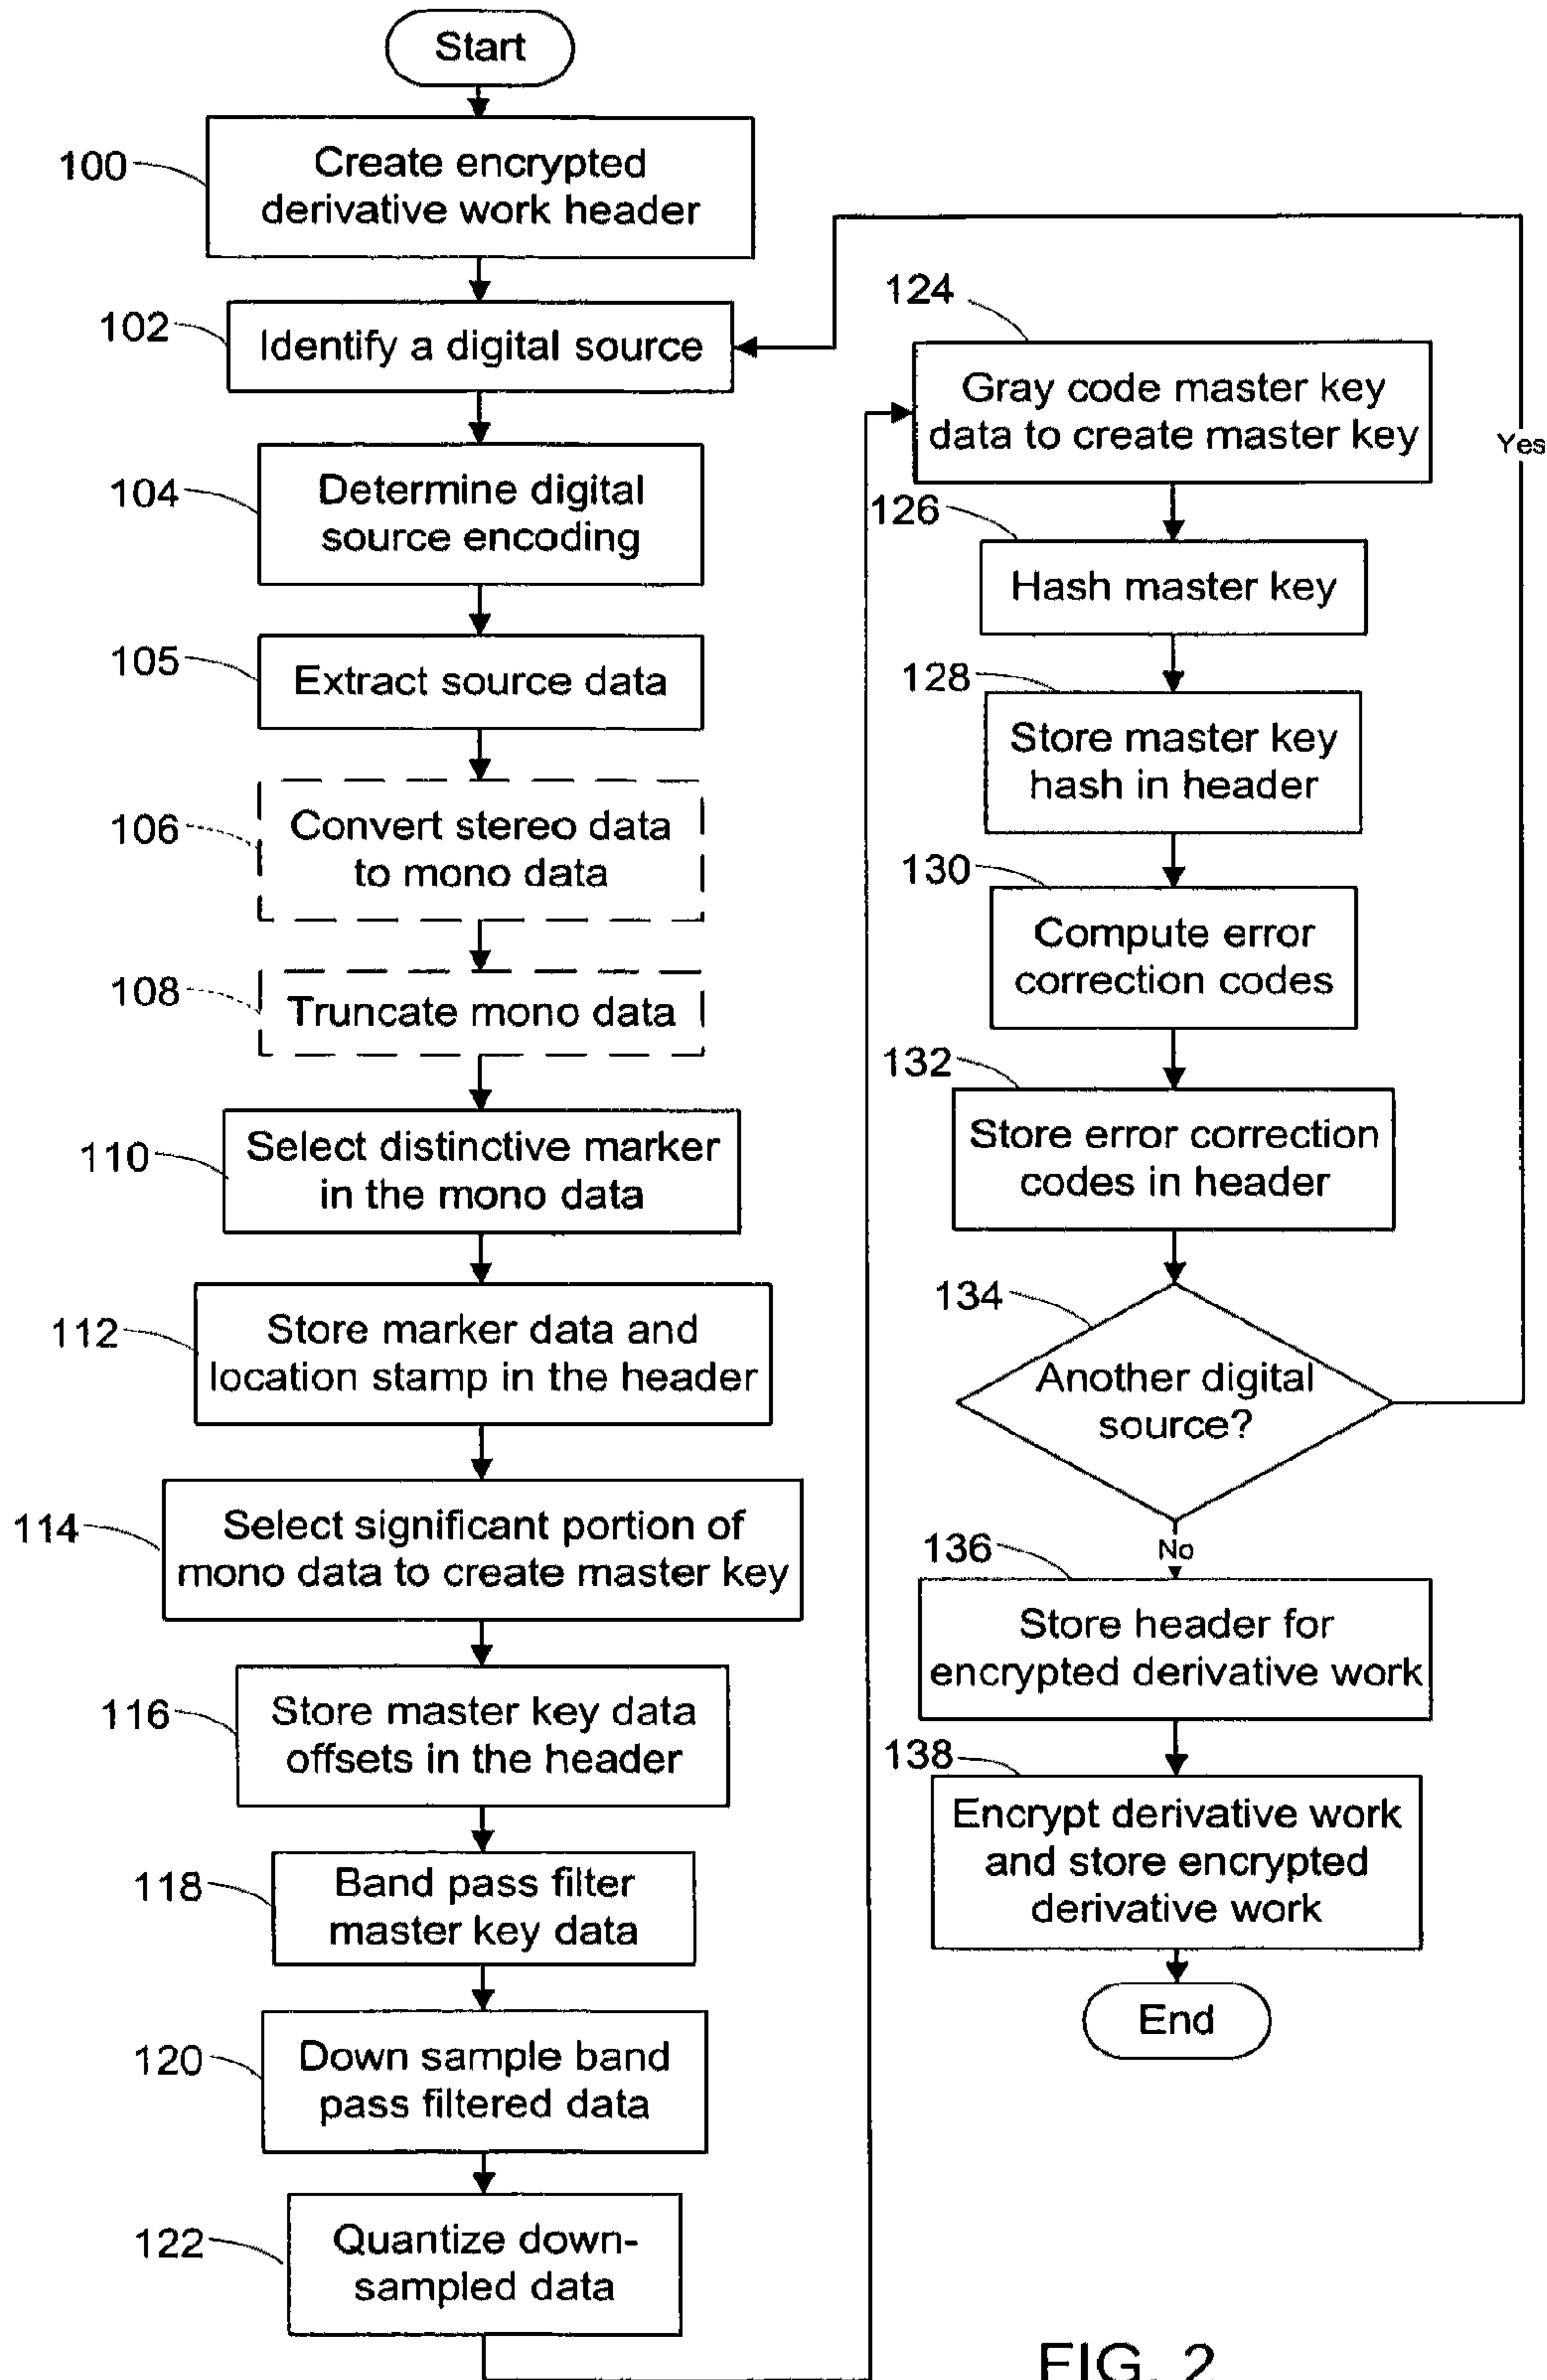 Start
100
Create encrypted
derivative work header
102
Identify a digital source
104
Determine digital
source encoding
105
Extract source data
106
Convert stereo data
to mono data
108
Truncate mono data
110
Select distinctive marker
in the mono data
112
Store marker data and
location stamp in the header
114
Select significant portion of
mono data to create master key
116
Store master key data
offsets in the header
118
Band pass filter
master key data
120
Down sample band
pass filtered data
122
Quantize down-
sampled data
124
Gray code master key
data to create master key
126
Hash master key
128
Store master key
hash in header
130
Compute error
correction codes
132
Store error correction
codes in header
134
Another digital
source?
Yes
No
136
Store header for
encrypted derivative work
138
Encrypt derivative work
and store encrypted
derivative work
End
FIG. 2